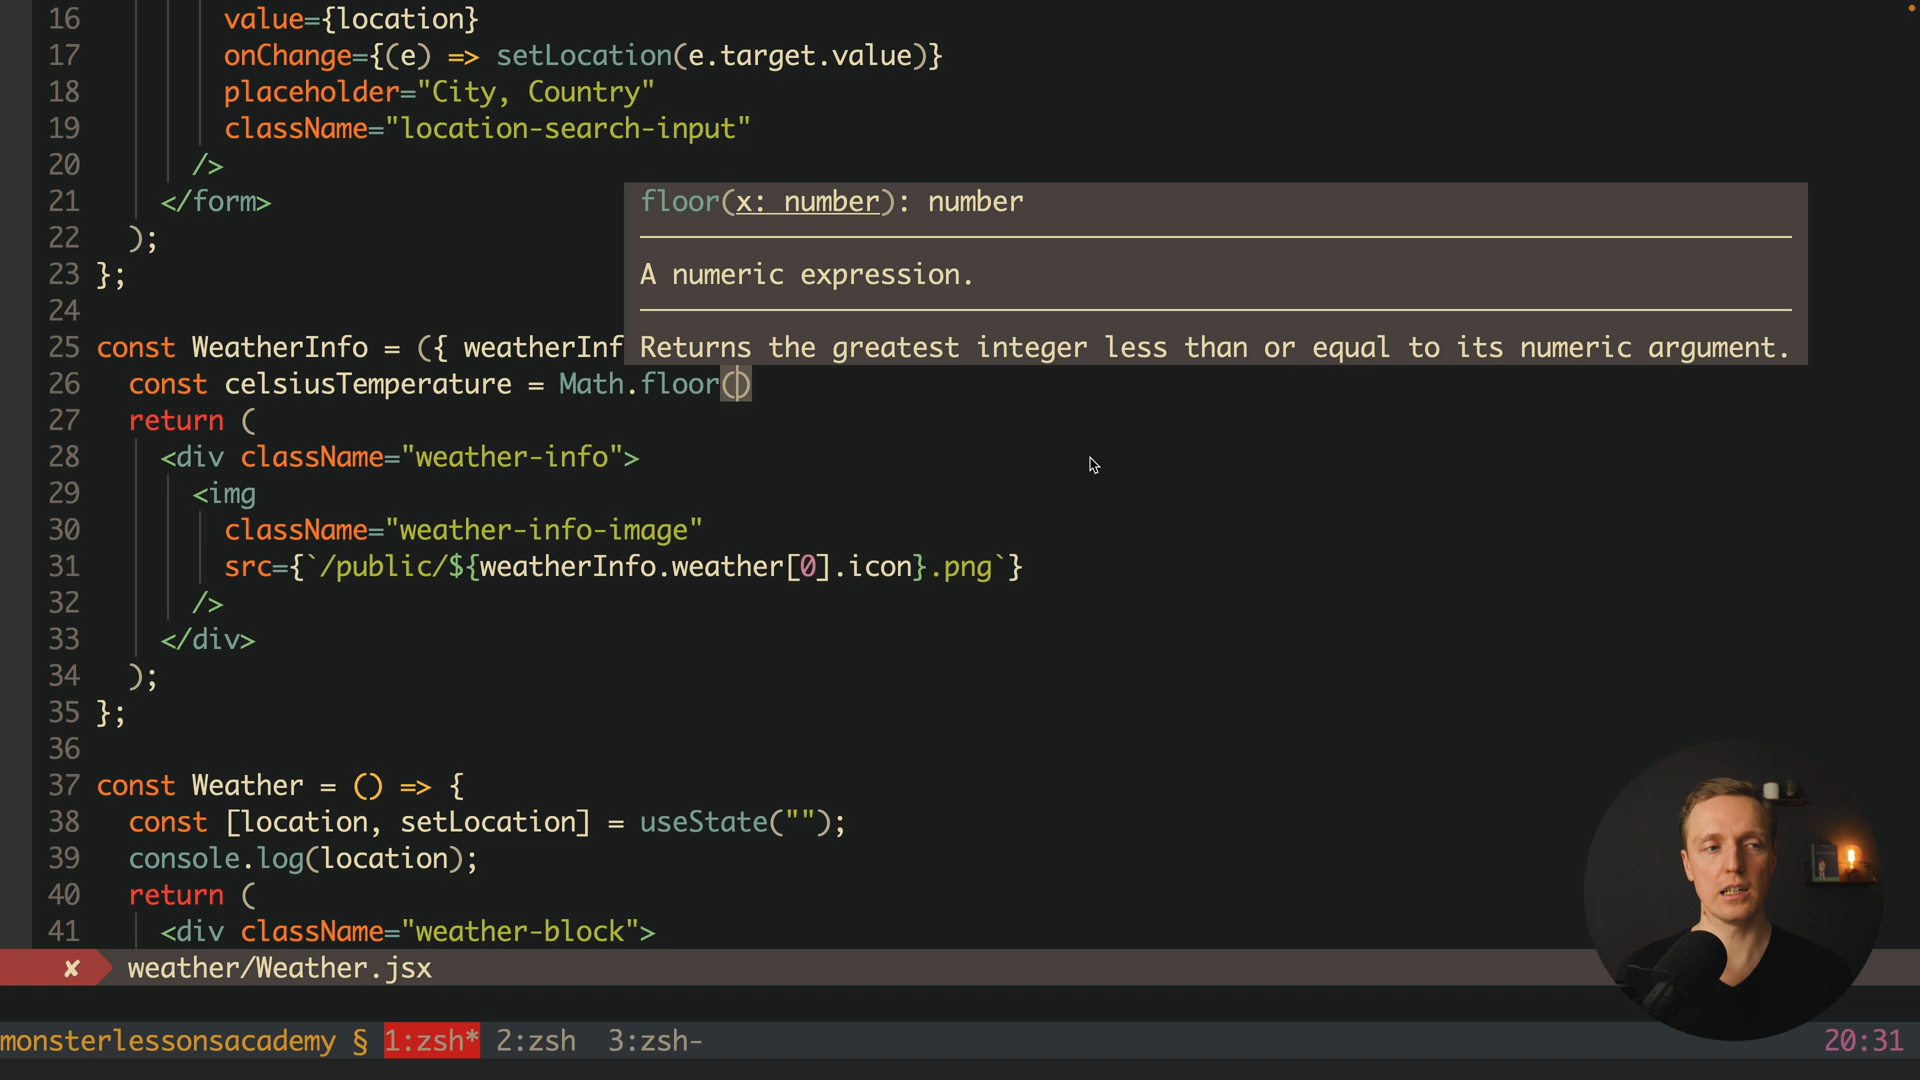 16 value={location}
17 onChange={(e) => setLocation(e.target.value)}
18 placeholder="City, Country"
19 className="location-search-input"
20 />
21 </form>
22 );
23 };
24
floor(x: number): number
A numeric expression.
Returns the greatest integer less than or equal to its numeric argument.
25 const WeatherInfo = ({ weatherInf
26 const celsiusTemperature = Math.floor()
27 return (
28 <div className="weather-info">
29 <img
30 className="weather-info-image"
31 src={`/public/${weatherInfo.weather[0].icon}.png`}
32 />
33 </div>
34 );
35 };
36
37 const Weather = () => {
38 const [location, setLocation] = useState("");
39 console.log(location);
40 return (
41 <div className="weather-block">
✘ weather/Weather.jsx
monsterlessonsacademy § 1:zsh* 2:zsh 3:zsh- 20:31